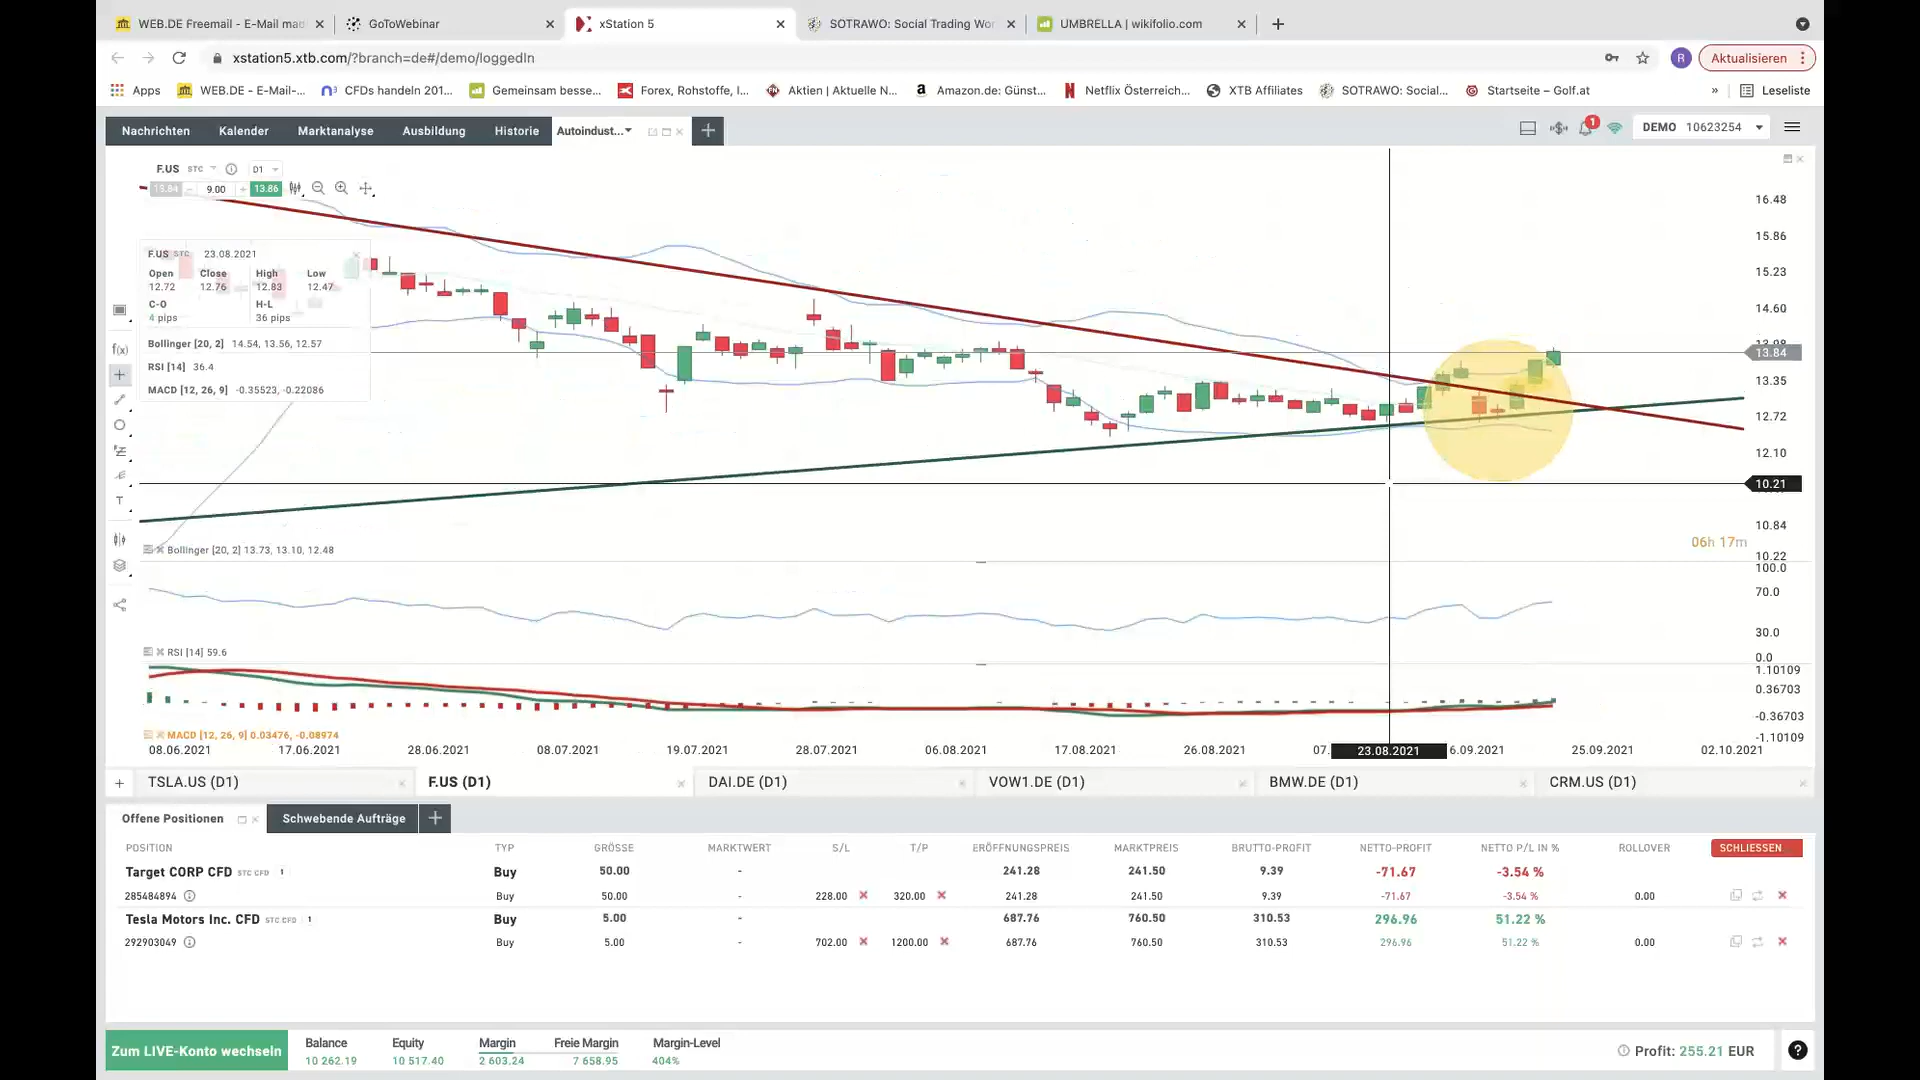 WEB.DE Freemail - E-Mail mac
GoToWebinar
xStation 5
SOTRAWO: Social Trading Wor
UMBRELLA | wikifolio.com
xstation5.xtb.com/?branch=de#/demo/loggedIn
R
Aktualisieren
Apps
WEB.DE - E-Mail-...
CFDs handeln 201...
Gemeinsam besse...
Forex, Rohstoffe, I...
Aktien | Aktuelle N...
Amazon.de: Günst...
Netflix Österreich...
XTB Affiliates
SOTRAWO: Social...
Startseite – Golf.at
»
Leseliste
Nachrichten
Kalender
Marktanalyse
Ausbildung
Historie
Autoindust...
1
DEMO 10623254
F.US STC
D1
13.84
9.00
13.86
F.US STC 23.08.2021
Open Close High Low
12.72 12.76 12.83 12.47
C-O H-L
4 pips 36 pips
Bollinger [20, 2] 14.54, 13.56, 12.57
RSI [14] 36.4
MACD [12, 26, 9] -0.35523, -0.22086
f(x)
T
16.48
15.86
15.23
14.60
13.98
13.84
13.35
12.72
12.10
10.21
10.84
06h 17m
10.22
Bollinger [20, 2] 13.73, 13.10, 12.48
100.0
70.0
30.0
0.0
RSI [14] 59.6
1.10109
0.36703
-0.36703
-1.10109
MACD [12, 26, 9] 0.03476, -0.08974
08.06.2021
17.06.2021
28.06.2021
08.07.2021
19.07.2021
28.07.2021
06.08.2021
17.08.2021
26.08.2021
07.
23.08.2021
6.09.2021
25.09.2021
02.10.2021
TSLA.US (D1)
F.US (D1)
DAI.DE (D1)
VOW1.DE (D1)
BMW.DE (D1)
CRM.US (D1)
Offene Positionen
Schwebende Aufträge
POSITION TYP GRÖSSE MARKTWERT S/L T/P ERÖFFNUNGSPREIS MARKTPREIS BRUTTO-PROFIT NETTO-PROFIT NETTO P/L IN % ROLLOVER SCHLIESSEN
Target CORP CFD STC CFD 1 Buy 50.00 - 241.28 241.50 9.39 -71.67 -3.54 %
285484894 Buy 50.00 - 228.00 320.00 241.28 241.50 9.39 -71.67 -3.54 % 0.00
Tesla Motors Inc. CFD STC CFD 1 Buy 5.00 - 687.76 760.50 310.53 296.96 51.22 %
292903049 Buy 5.00 - 702.00 1200.00 687.76 760.50 310.53 296.96 51.22 % 0.00
Zum LIVE-Konto wechseln
Balance Equity Margin Freie Margin Margin-Level
10 262.19 10 517.40 2 603.24 7 658.95 404%
Profit: 255.21 EUR
?